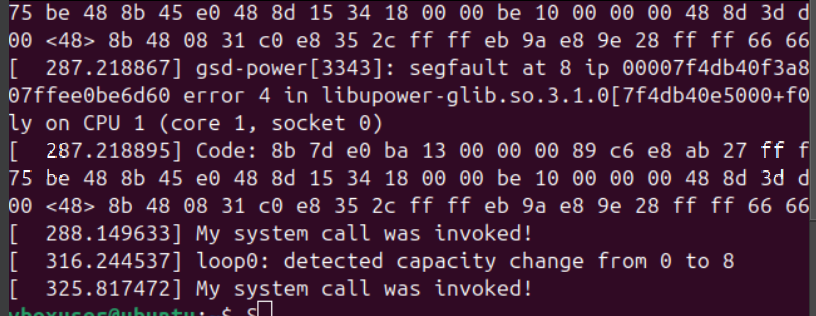 75 be 48 8b 45 e0 48 8d 15 34 18 00 00 be 10 00 00 00 48 8d 3d d
00 <48> 8b 48 08 31 c0 e8 35 2c ff ff eb 9a e8 9e 28 ff ff 66 66
[  287.218867] gsd-power[3343]: segfault at 8 ip 00007f4db40f3a8
07ffee0be6d60 error 4 in libupower-glib.so.3.1.0[7f4db40e5000+f0
ly on CPU 1 (core 1, socket 0)
[  287.218895] Code: 8b 7d e0 ba 13 00 00 00 89 c6 e8 ab 27 ff f
75 be 48 8b 45 e0 48 8d 15 34 18 00 00 be 10 00 00 00 48 8d 3d d
00 <48> 8b 48 08 31 c0 e8 35 2c ff ff eb 9a e8 9e 28 ff ff 66 66
[  288.149633] My system call was invoked!
[  316.244537] loop0: detected capacity change from 0 to 8
[  325.817472] My system call was invoked!
vboxuser@ubuntu: $ S